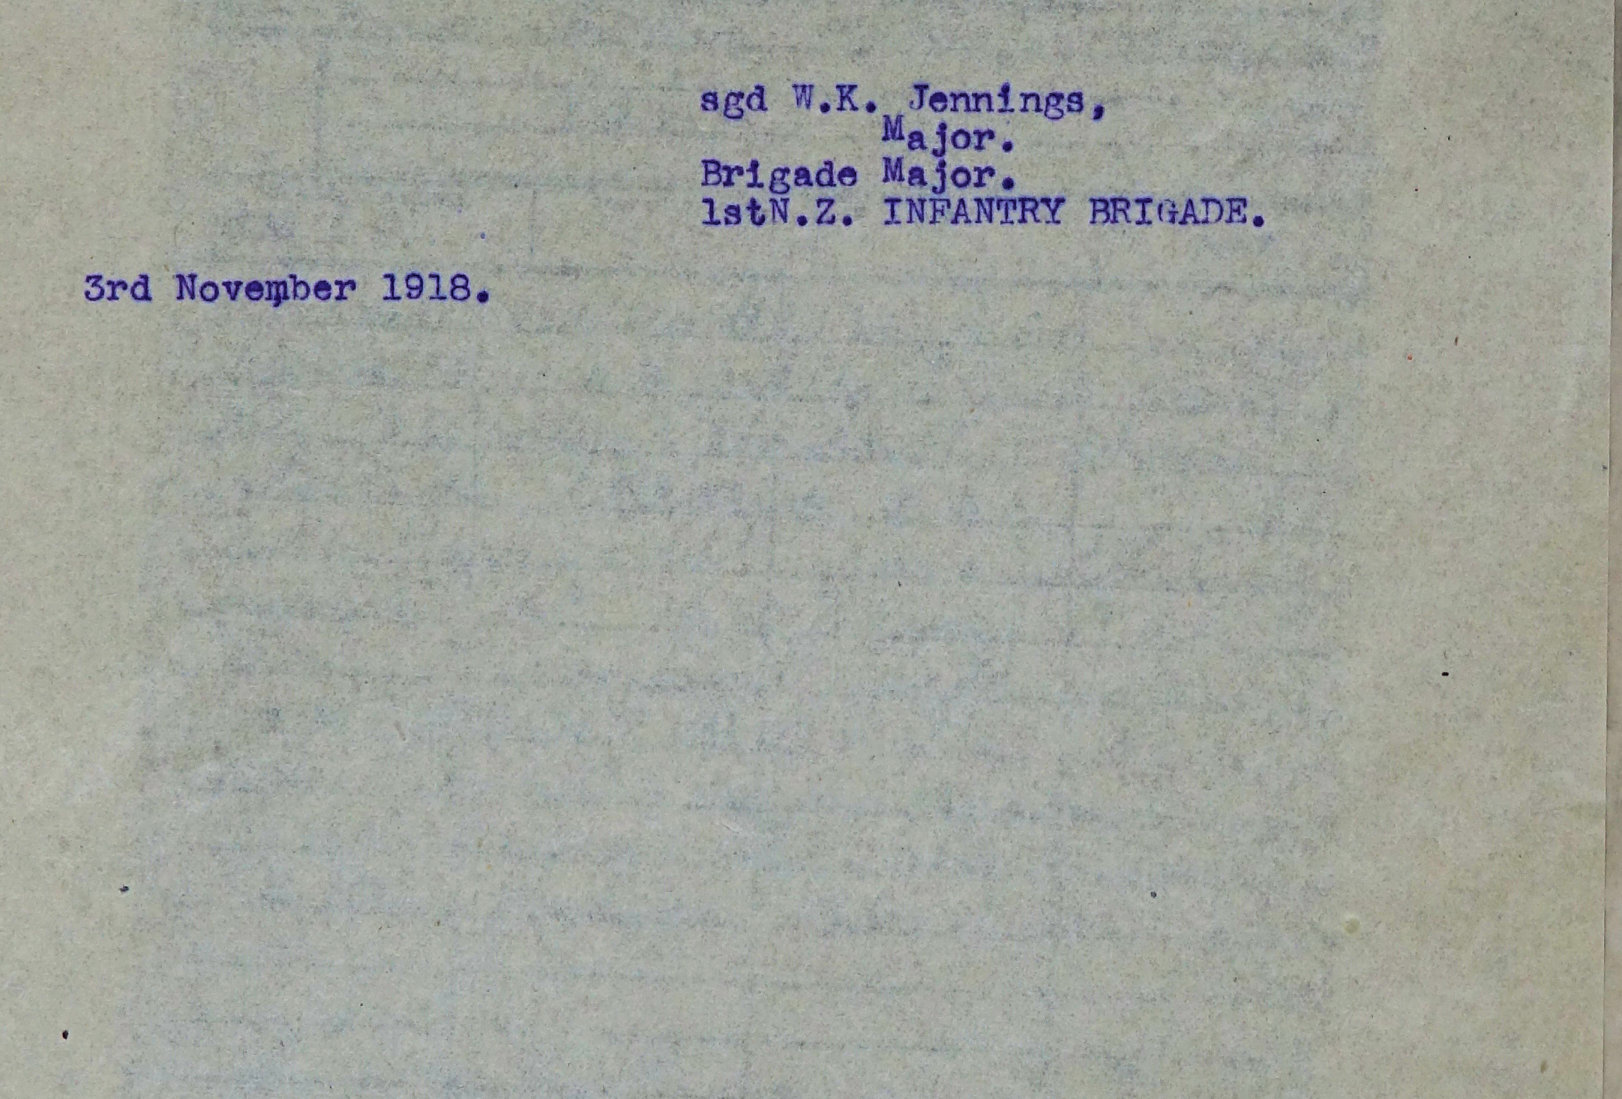 sgd W.K. Jennings,
Major.
Brigade Major.
1stN.Z. INFANTRY BRIGADE.
3rd November 1918.